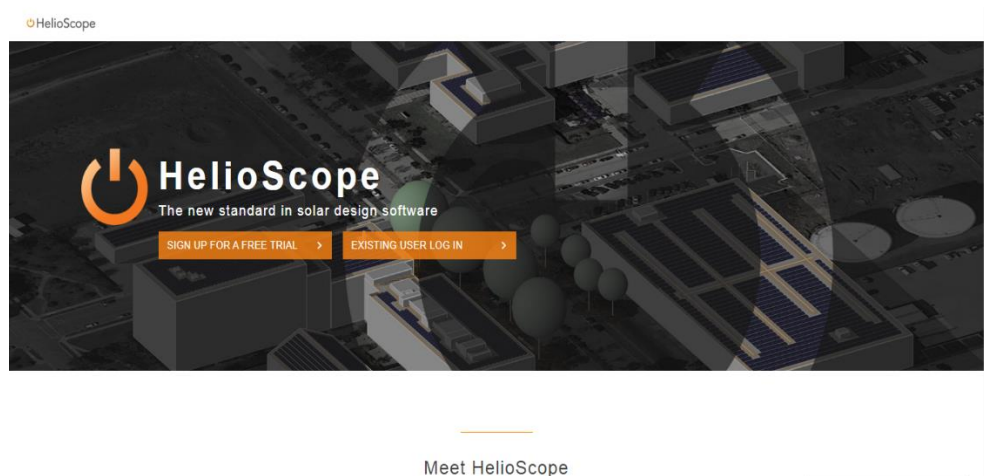 HelioScope
HelioScope
The new standard in solar design software
SIGN UP FOR A FREE TRIAL >
EXISTING USER LOG IN >
Meet HelioScope